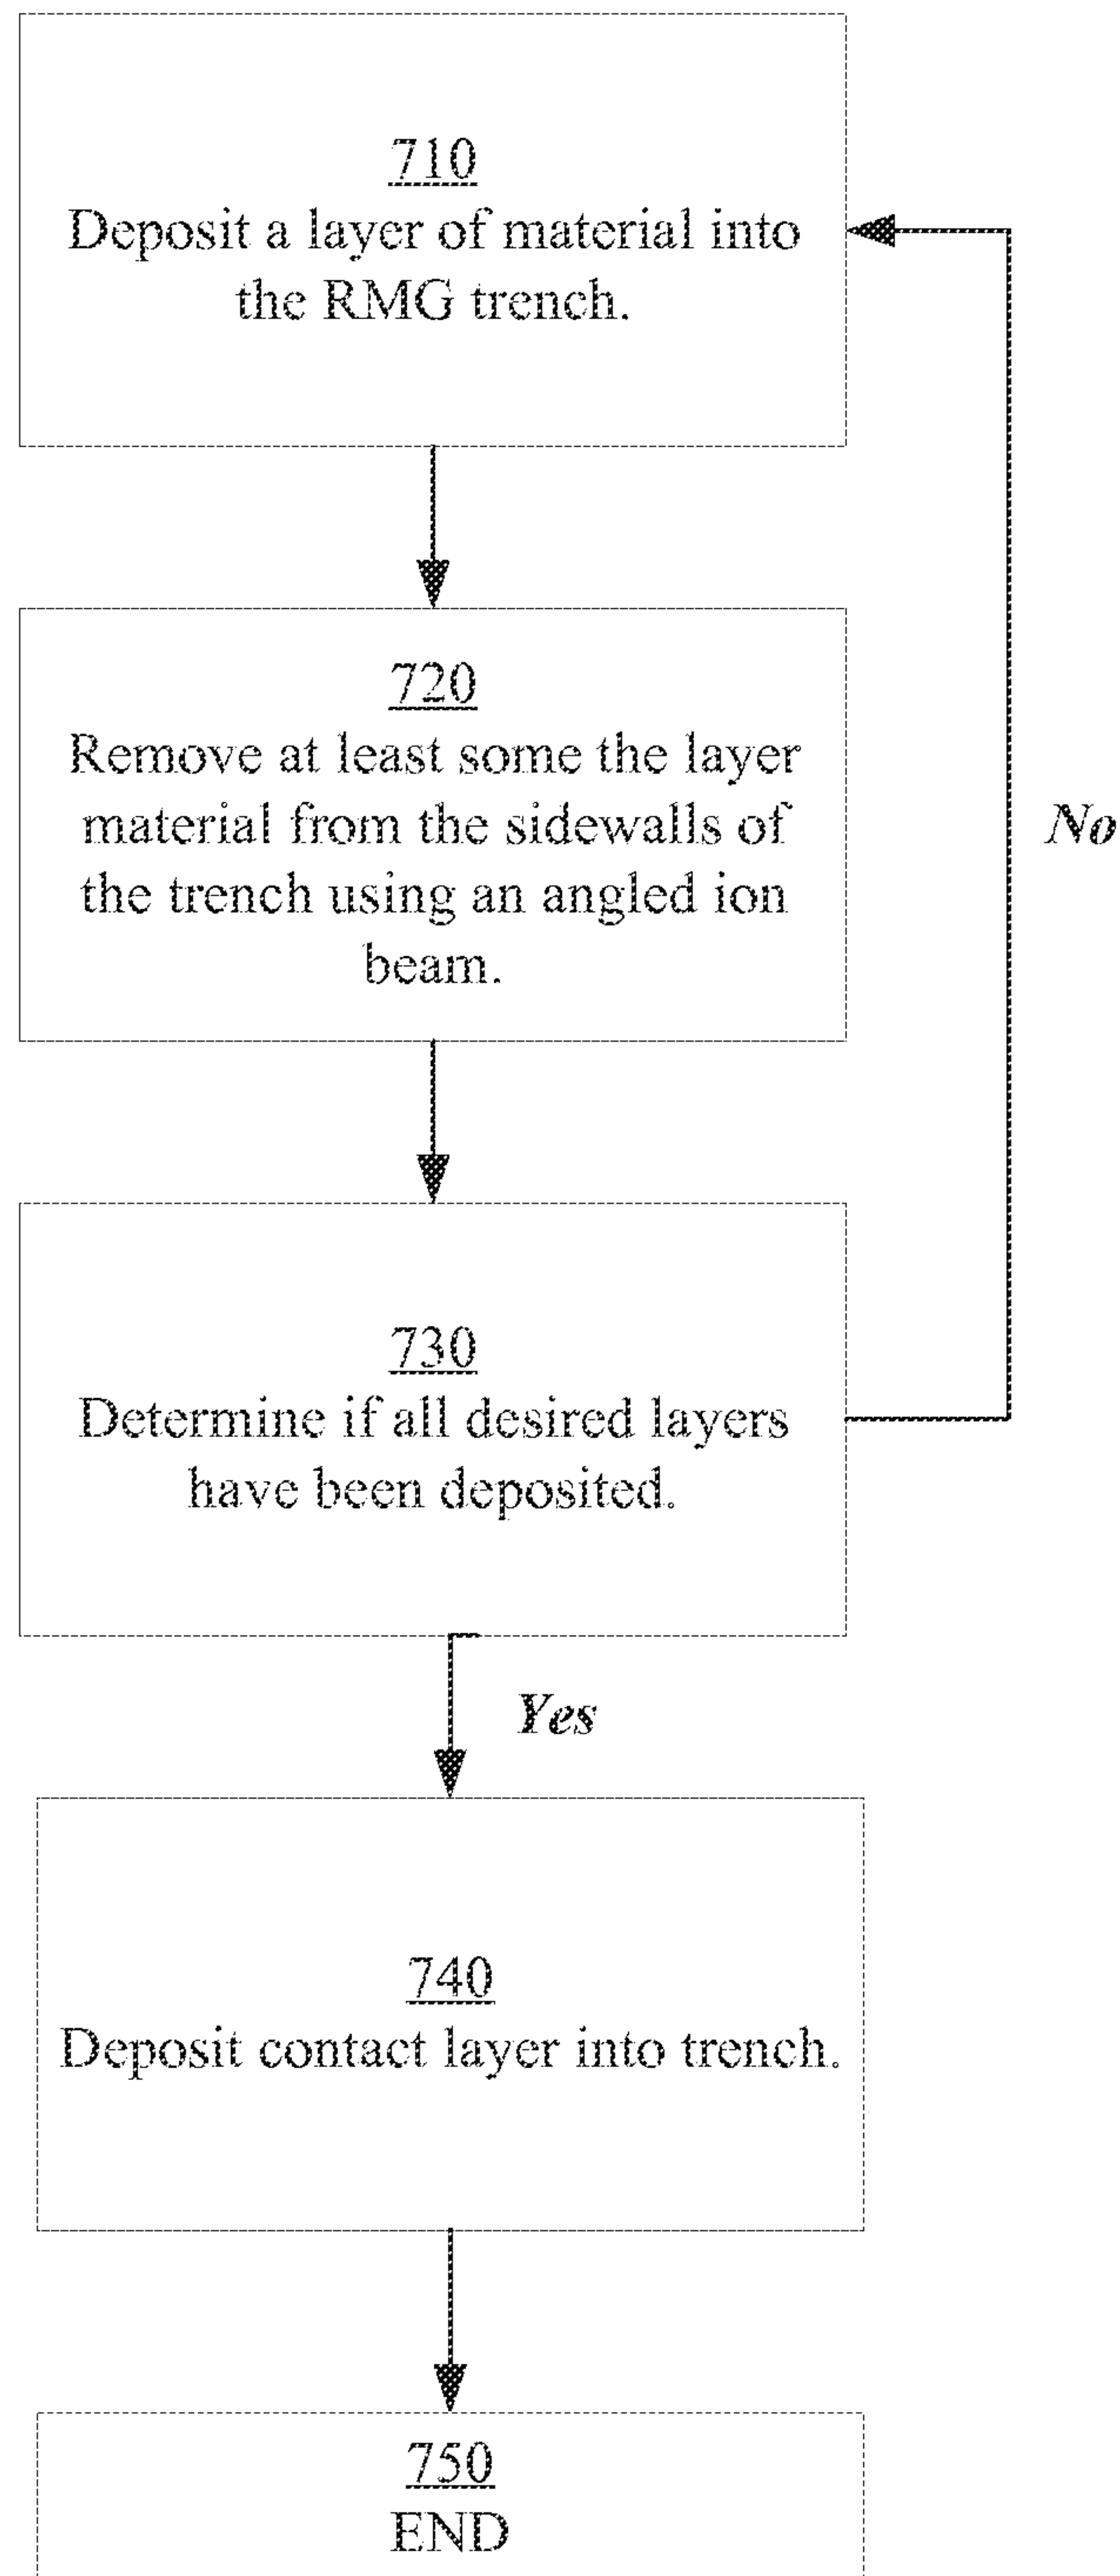 710
Deposit a layer of material into
the RMG trench.
720
Remove at least some the layer
material from the sidewalls of
the trench using an angled ion
beam.
No
730
Determine if all desired layers
have been deposited.
Yes
740
Deposit contact layer into trench.
750
END